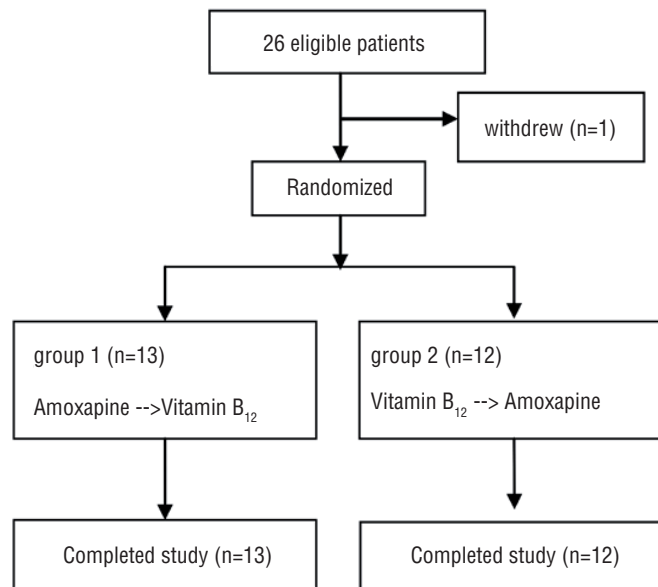 26 eligible patients
withdrew (n=1)
Randomized
group 1 (n=13)
Amoxapine -->Vitamin B₁₂
group 2 (n=12)
Vitamin B₁₂ --> Amoxapine
Completed study (n=13)
Completed study (n=12)